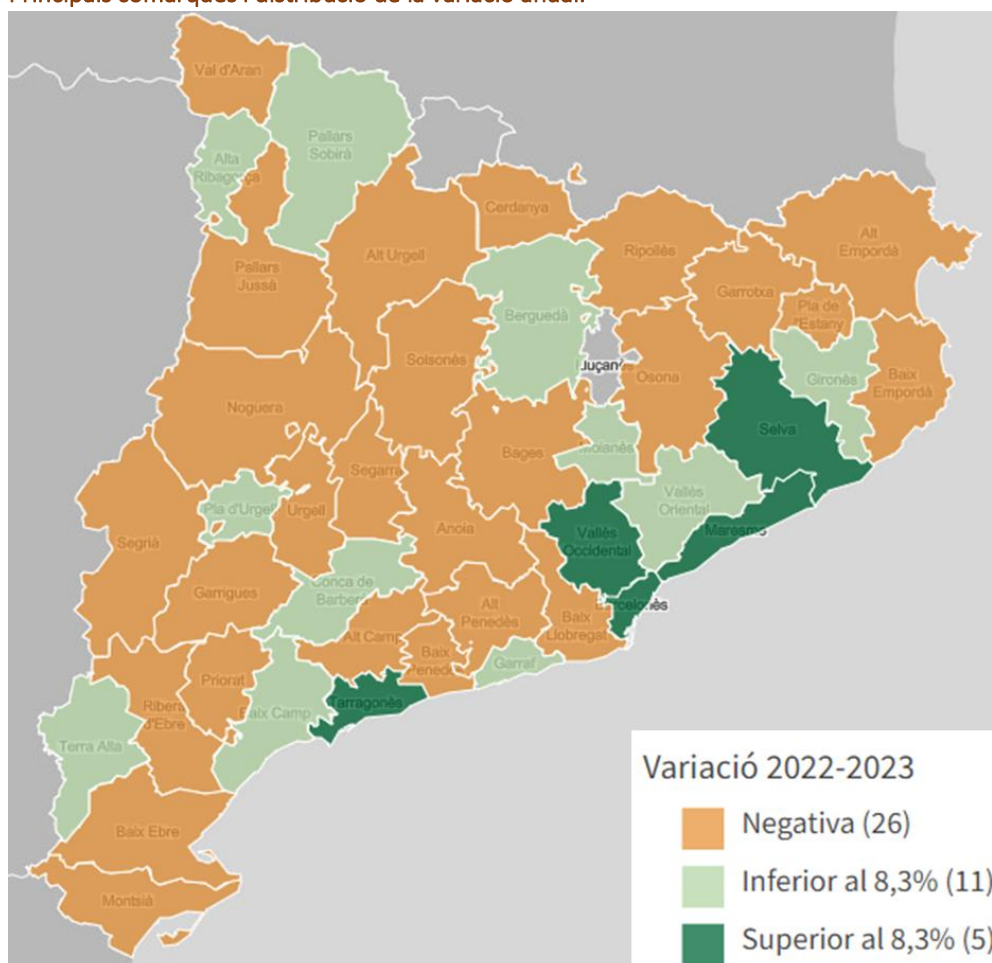 Principals comarques i distribució de la variació anual.
Val d'Aran
Pallars
Sobirà
Alta
Ribagorça
Cerdanya
Alt Urgell
Ripollès
Alt
Empordà
Pallars
Jussà
Garrotxa
Pla de
l'Estany
Berguedà
Solsonès
Lluçanès
Osona
Gironès
Baix
Empordà
Noguera
Selva
Bages
Moianès
Segarra
Vallès
Oriental
Pla d'Urgell
Urgell
Anoia
Maresme
Segrià
Vallès
Occidental
Garrigues
Conca de
Barberà
Barcelonès
Alt
Penedès
Baix
Llobregat
Alt Camp
Baix
Penedès
Garraf
Priorat
Tarragonès
Ribera
d'Ebre
Baix Camp
Terra Alta
Baix Ebre
Montsià
Variació 2022-2023
Negativa (26)
Inferior al 8,3% (11)
Superior al 8,3% (5)